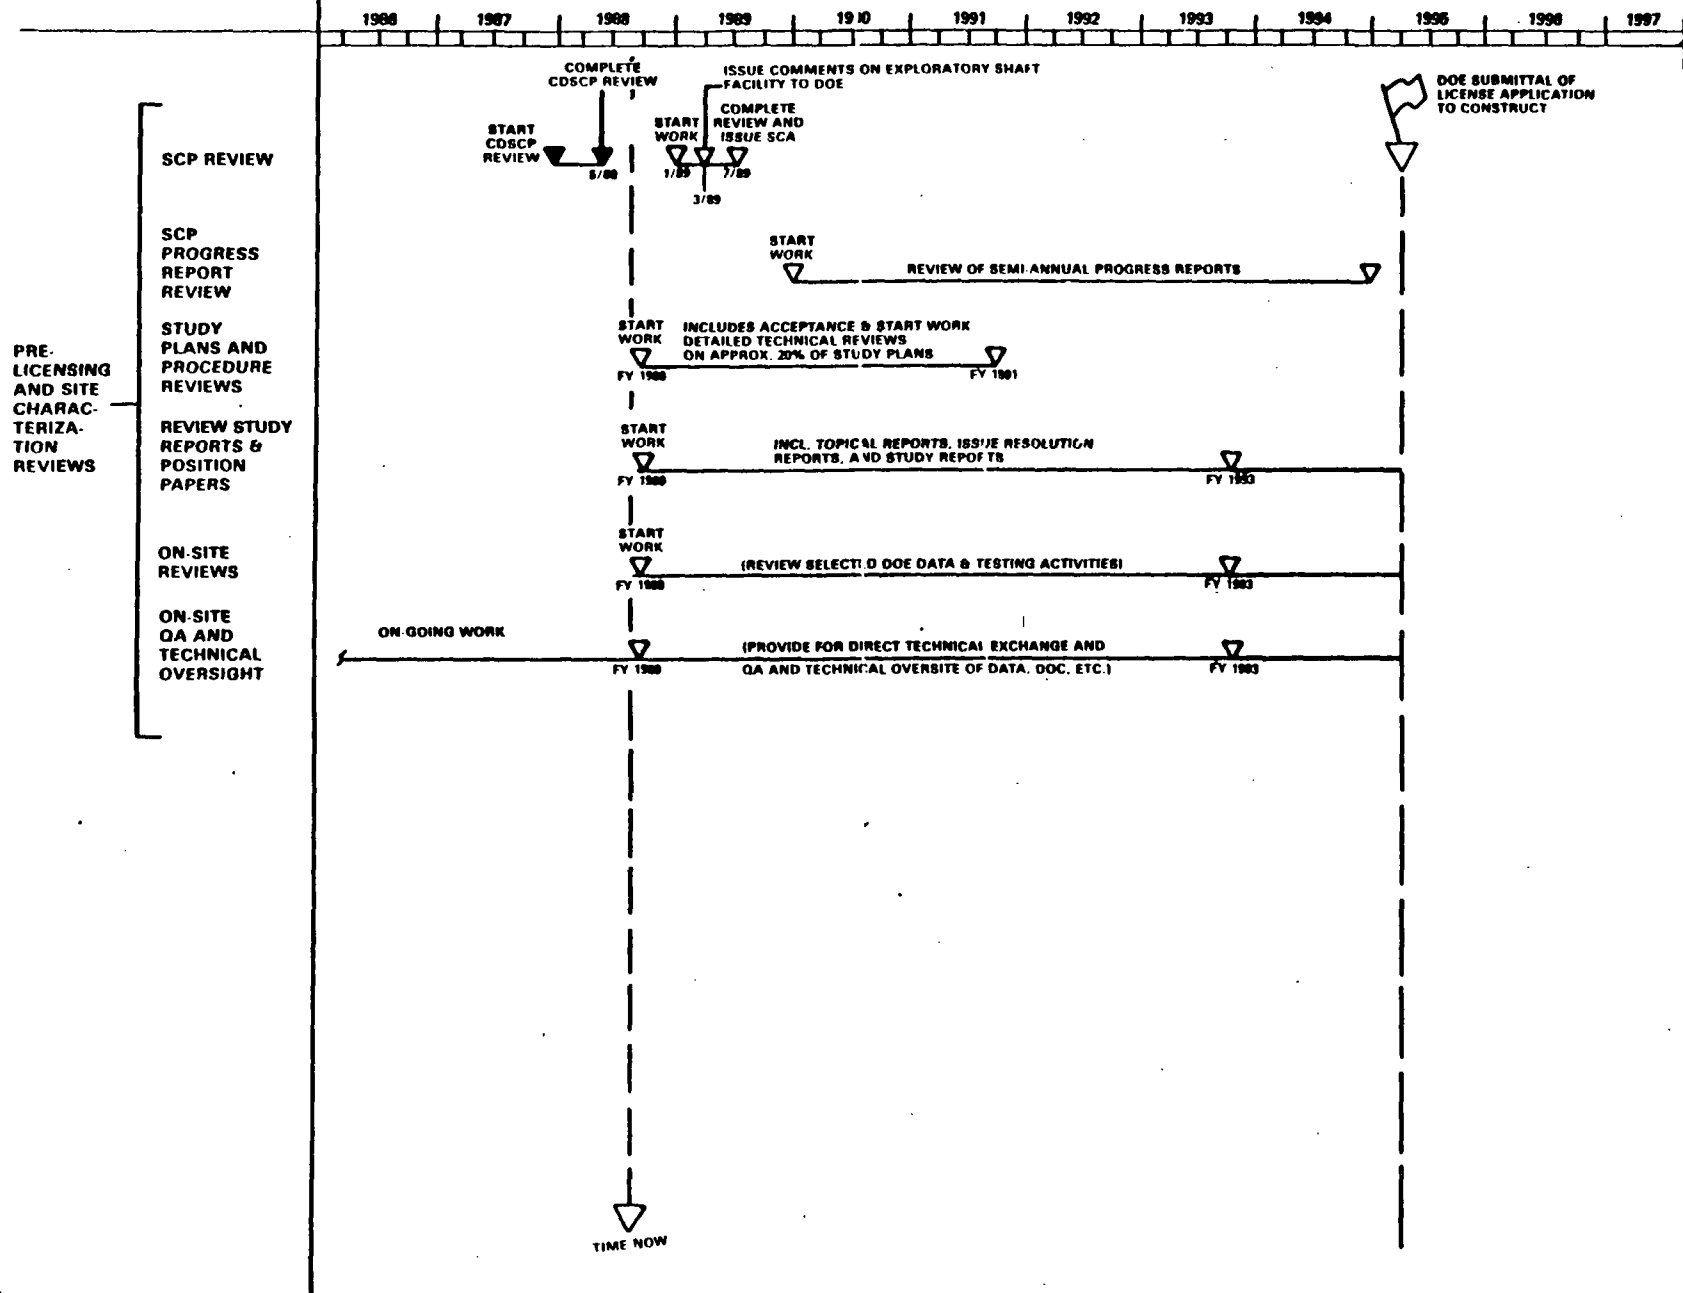 1986 1987 1988 1989 1991 1992 1993 1994 1995 1996 1997
COMPLETE
CDSCP REVIEW
ISSUE COMMENTS ON EXPLORATORY SHAFT
FACILITY TO DOE
DOE SUBMITTAL OF
LICENSE APPLICATION
TO CONSTRUCT
START
CDSCP
REVIEW
START
WORK
COMPLETE
REVIEW AND
ISSUE SCA
SCP REVIEW
1/89 7/89
3/89
SCP
PROGRESS
REPORT
REVIEW
START
WORK
REVIEW OF SEMI-ANNUAL PROGRESS REPORTS
PRE-
LICENSING
AND SITE
CHARAC-
TERIZA-
TION
REVIEWS
STUDY
PLANS AND
PROCEDURE
REVIEWS
START
WORK
INCLUDES ACCEPTANCE & START WORK
DETAILED TECHNICAL REVIEWS
ON APPROX. 20% OF STUDY PLANS
FY FY 1991
REVIEW STUDY
REPORTS &
POSITION
PAPERS
START
WORK
INCL. TOPICAL REPORTS, ISSUE RESOLUTION
REPORTS, AND STUDY REPORTS
FY FY 1993
ON-SITE
REVIEWS
START
WORK
(REVIEW SELECTED DOE DATA & TESTING ACTIVITIES)
FY FY 1993
ON-SITE
QA AND
TECHNICAL
OVERSIGHT
ON-GOING WORK
(PROVIDE FOR DIRECT TECHNICAL EXCHANGE AND
QA AND TECHNICAL OVERSITE OF DATA, DOC, ETC.)
FY FY 1993
TIME NOW